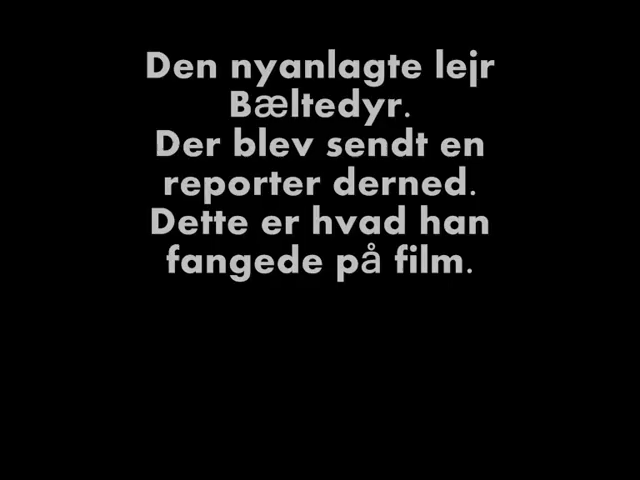 Den nyanlagte lejr
Bæltedyr.
Der blev sendt en
reporter derned.
Dette er hvad han
fangede på film.